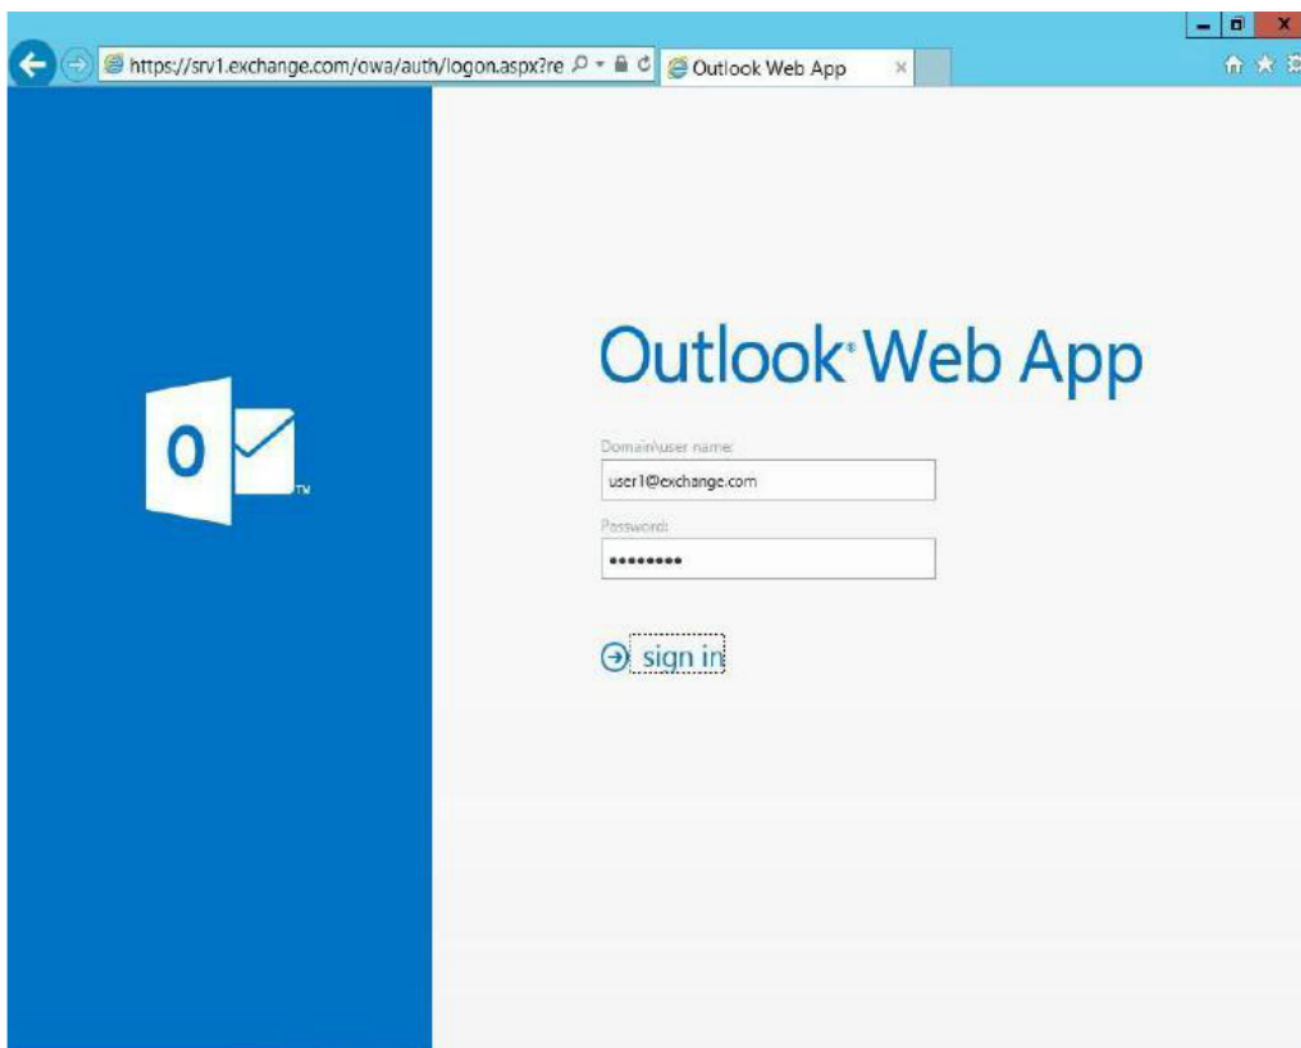 https://srv1.exchange.com/owa/auth/logon.aspx?re
Outlook Web App
Outlook® Web App
O
TM
Domain\user name:
user1@exchange.com
Password:
••••••••
sign in